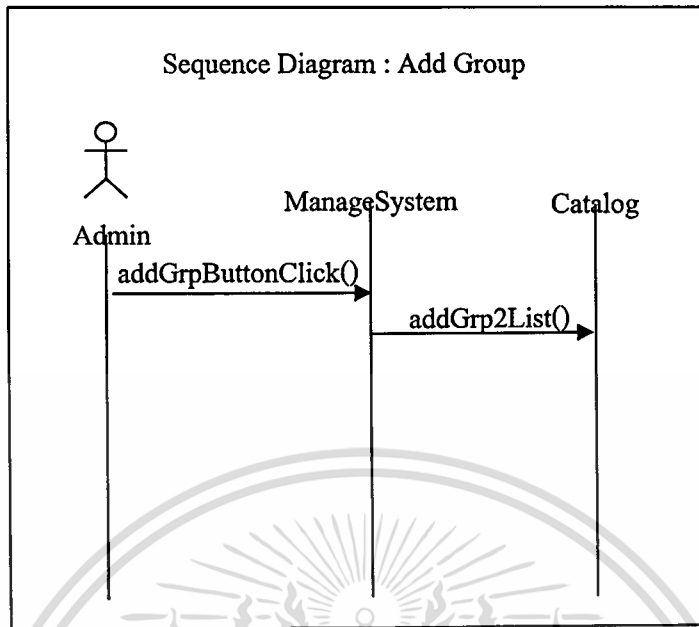 Sequence Diagram : Add Group
ManageSystem
Catalog
Admin
addGrpButtonClick()
addGrp2List()